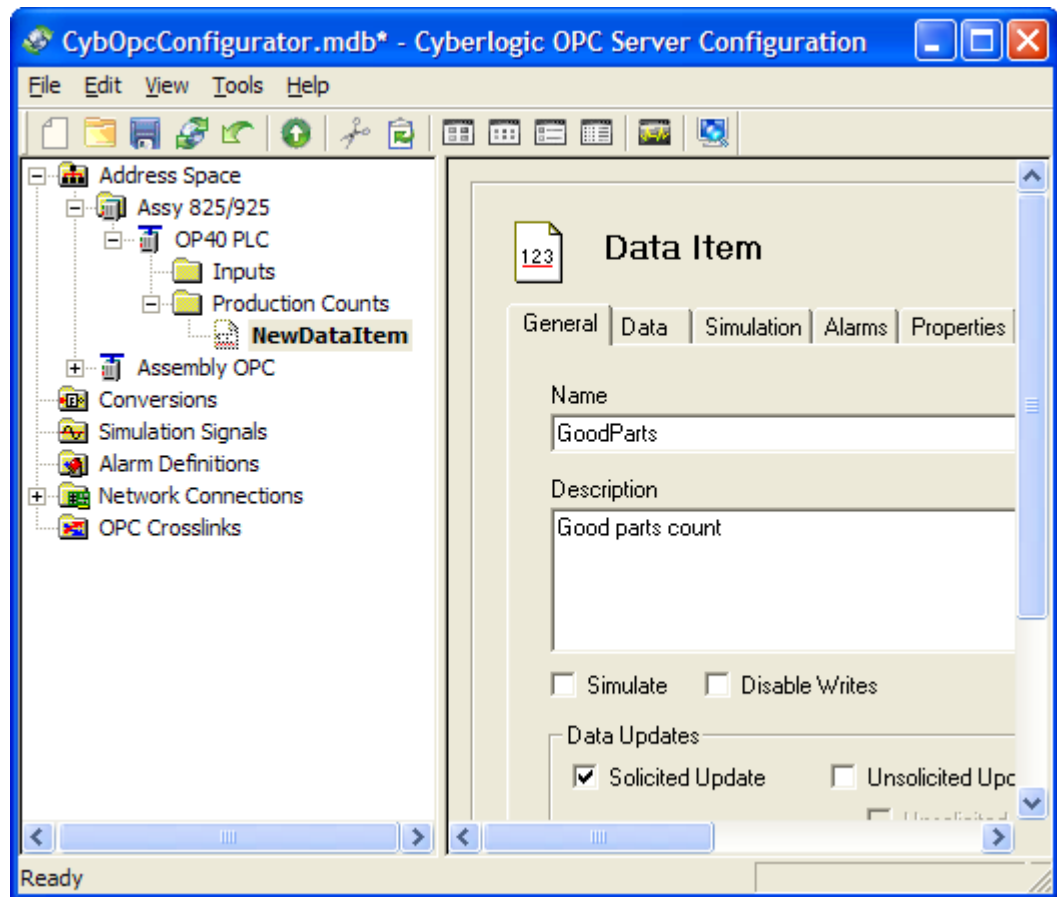 CybOpcConfigurator.mdb* - Cyberlogic OPC Server Configuration
File Edit View Tools Help
Address Space
Assy 825/925
OP40 PLC
Inputs
Production Counts
NewDataItem
Assembly OPC
Conversions
Simulation Signals
Alarm Definitions
Network Connections
OPC Crosslinks
123
Data Item
General Data Simulation Alarms Properties
Name
GoodParts
Description
Good parts count
Simulate Disable Writes
Data Updates
Solicited Update Unsolicited Upd
Ready